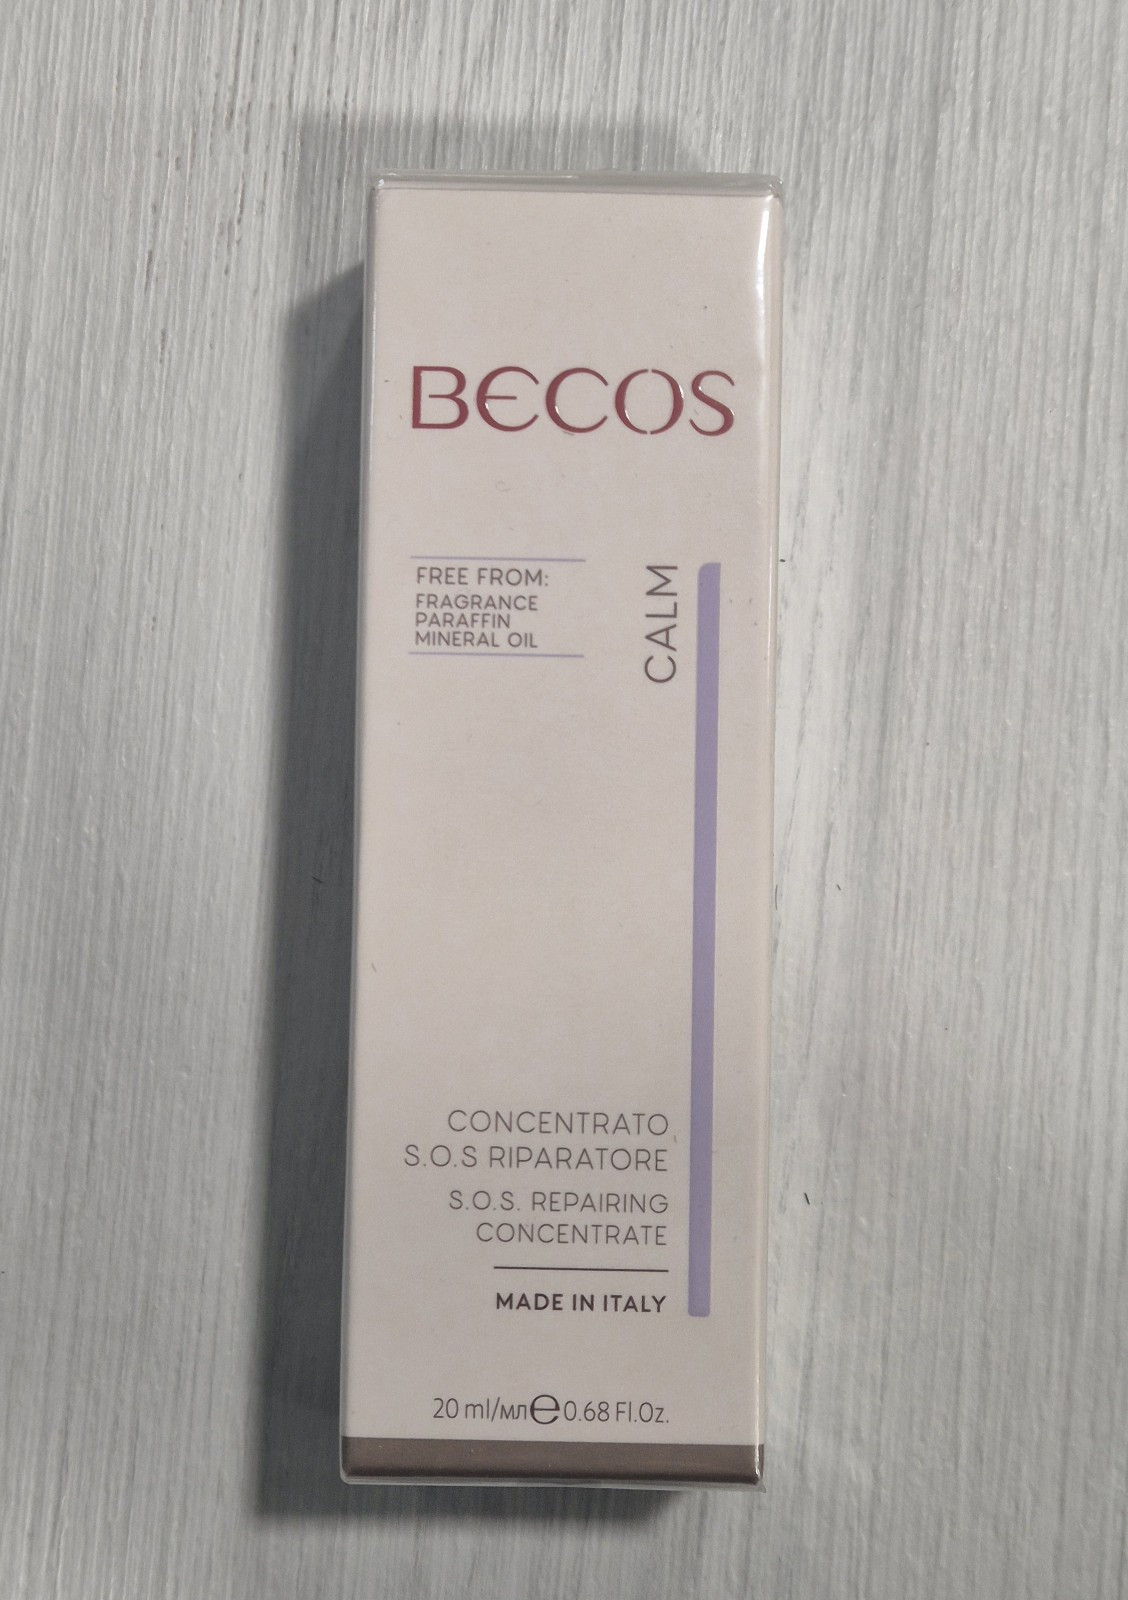 BECOS
FREE FROM:
FRAGRANCE
PARAFFIN
MINERAL OIL
CALM
CONCENTRATO
S.O.S RIPARATORE
S.O.S. REPAIRING
CONCENTRATE
MADE IN ITALY
20 ml/мл e 0.68 Fl.Oz.